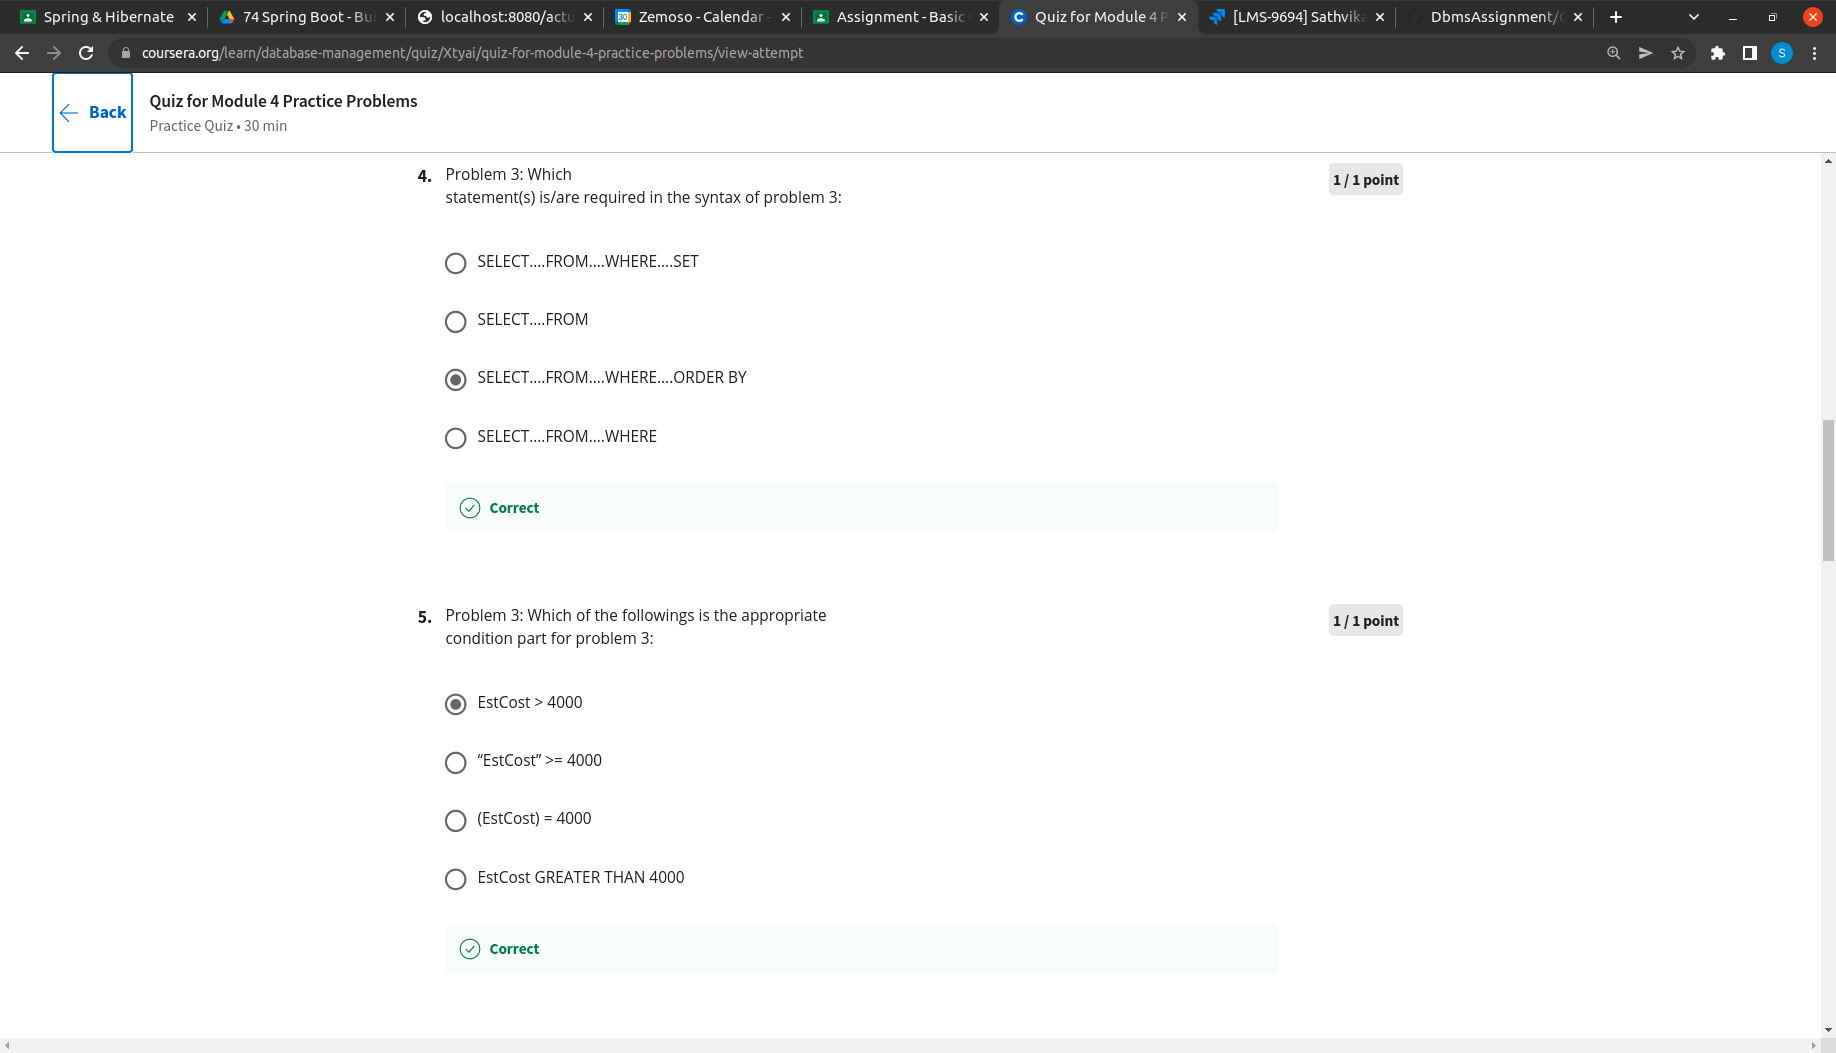 Spring & Hibernate
74 Spring Boot - Bui
localhost:8080/actu
Zemoso - Calendar -
Assignment - Basic
Quiz for Module 4 P
[LMS-9694] Sathvika
DbmsAssignment/
coursera.org/learn/database-management/quiz/Xtyai/quiz-for-module-4-practice-problems/view-attempt
S
Back
Quiz for Module 4 Practice Problems
Practice Quiz • 30 min
4. Problem 3: Which
statement(s) is/are required in the syntax of problem 3:
1 / 1 point
SELECT....FROM....WHERE....SET
SELECT....FROM
SELECT....FROM....WHERE....ORDER BY
SELECT....FROM....WHERE
Correct
5. Problem 3: Which of the followings is the appropriate
condition part for problem 3:
1 / 1 point
EstCost > 4000
“EstCost” >= 4000
(EstCost) = 4000
EstCost GREATER THAN 4000
Correct